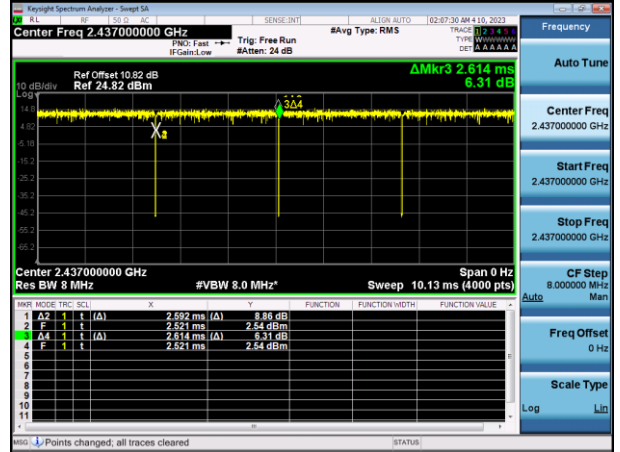 Keysight Spectrum Analyzer - Swept SA
RL RF 50 Ω AC SENSE:INT ALIGN AUTO 02:07:30 AM 4 10, 2023
Center Freq 2.437000000 GHz
PNO: Fast
IFGain:Low
Trig: Free Run
#Atten: 24 dB
#Avg Type: RMS
TRACE 1 2 3 4 5 6
TYPE WWWWWW
DET A A A A A A
Frequency
Auto Tune
Center Freq
2.437000000 GHz
Start Freq
2.437000000 GHz
Stop Freq
2.437000000 GHz
CF Step
8.000000 MHz
Auto Man
Freq Offset
0 Hz
Scale Type
Log Lin
ΔMkr3 2.614 ms
6.31 dB
Ref Offset 10.82 dB
10 dB/div Ref 24.82 dBm
Log
14.8
4.82
-5.18
-15.2
-25.2
-35.2
-45.2
-55.2
-65.2
3Δ4
X2
Center 2.437000000 GHz Span 0 Hz
Res BW 8 MHz #VBW 8.0 MHz* Sweep 10.13 ms (4000 pts)
MKR MODE TRC SCL X Y FUNCTION FUNCTION WIDTH FUNCTION VALUE
1 Δ2 1 t (Δ) 2.592 ms (Δ) 8.86 dB
2 F 1 t 2.521 ms 2.54 dBm
3 Δ4 1 t (Δ) 2.614 ms (Δ) 6.31 dB
4 F 1 t 2.521 ms 2.54 dBm
5
6
7
8
9
10
11
MSG Points changed; all traces cleared STATUS